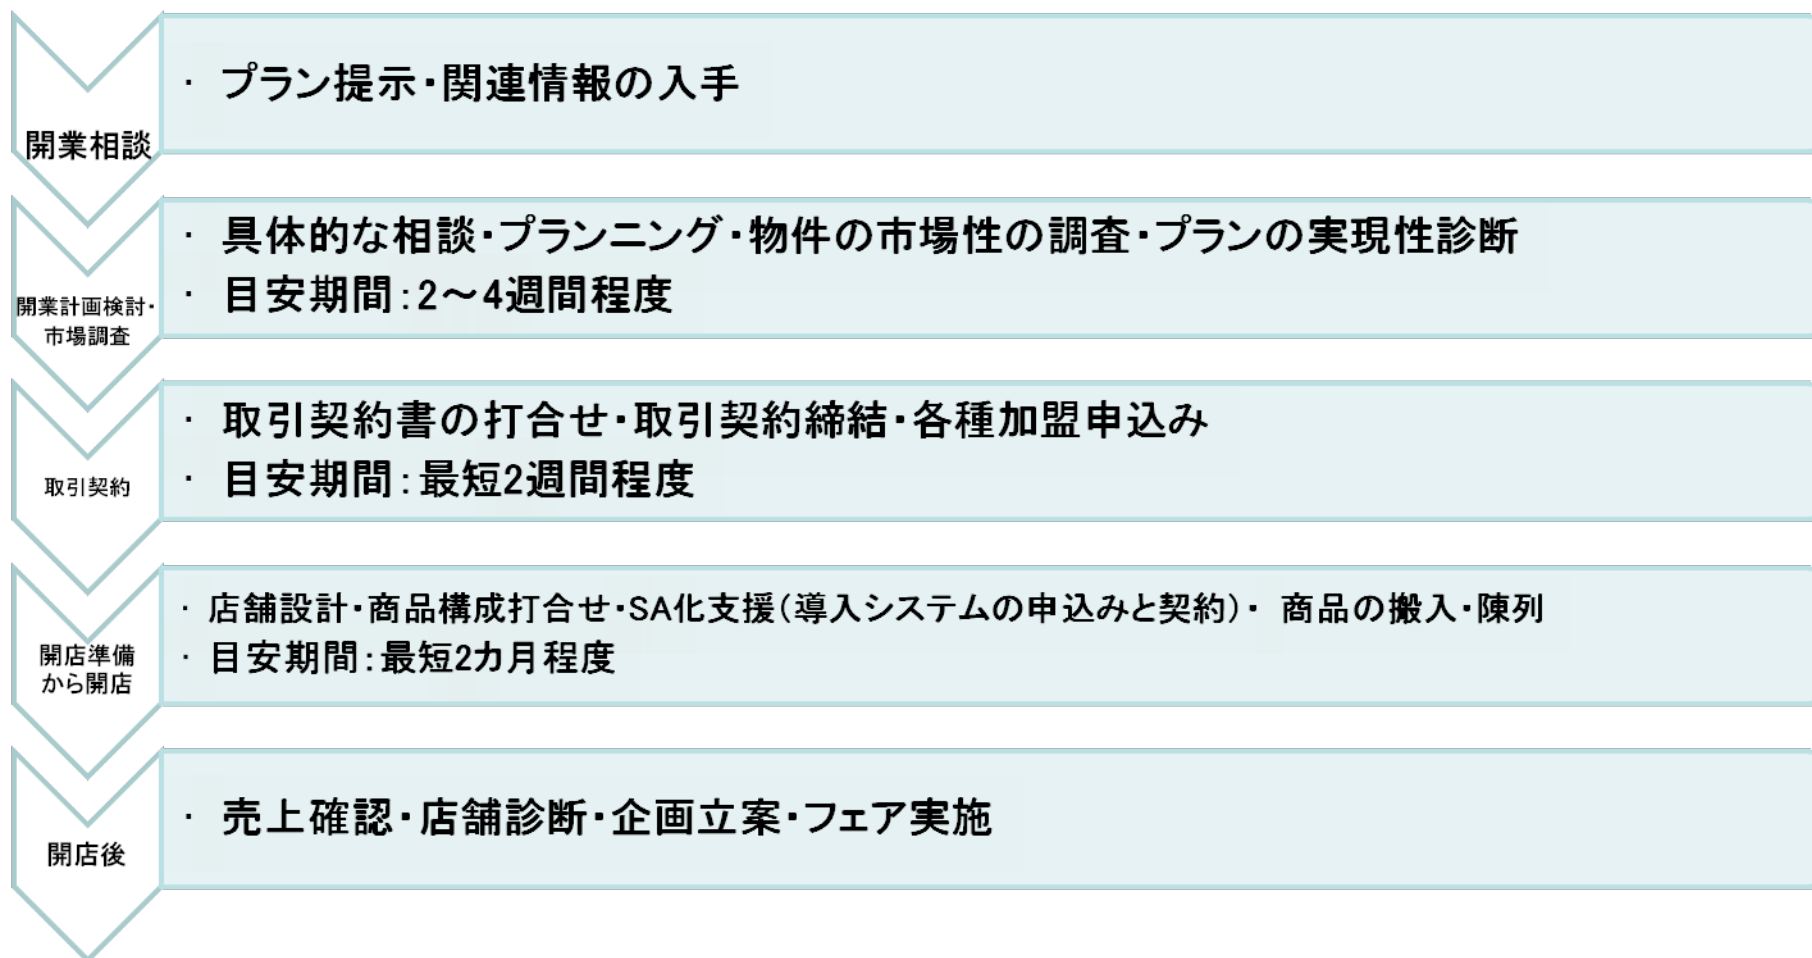 開業相談
・ プラン提示・関連情報の入手
開業計画検討・
市場調査
・ 具体的な相談・プランニング・物件の市場性の調査・プランの実現性診断
・ 目安期間：2～4週間程度
取引契約
・ 取引契約書の打合せ・取引契約締結・各種加盟申込み
・ 目安期間：最短2週間程度
開店準備
から開店
・ 店舗設計・商品構成打合せ・SA化支援（導入システムの申込みと契約）・ 商品の搬入・陳列
・ 目安期間：最短2カ月程度
開店後
・ 売上確認・店舗診断・企画立案・フェア実施